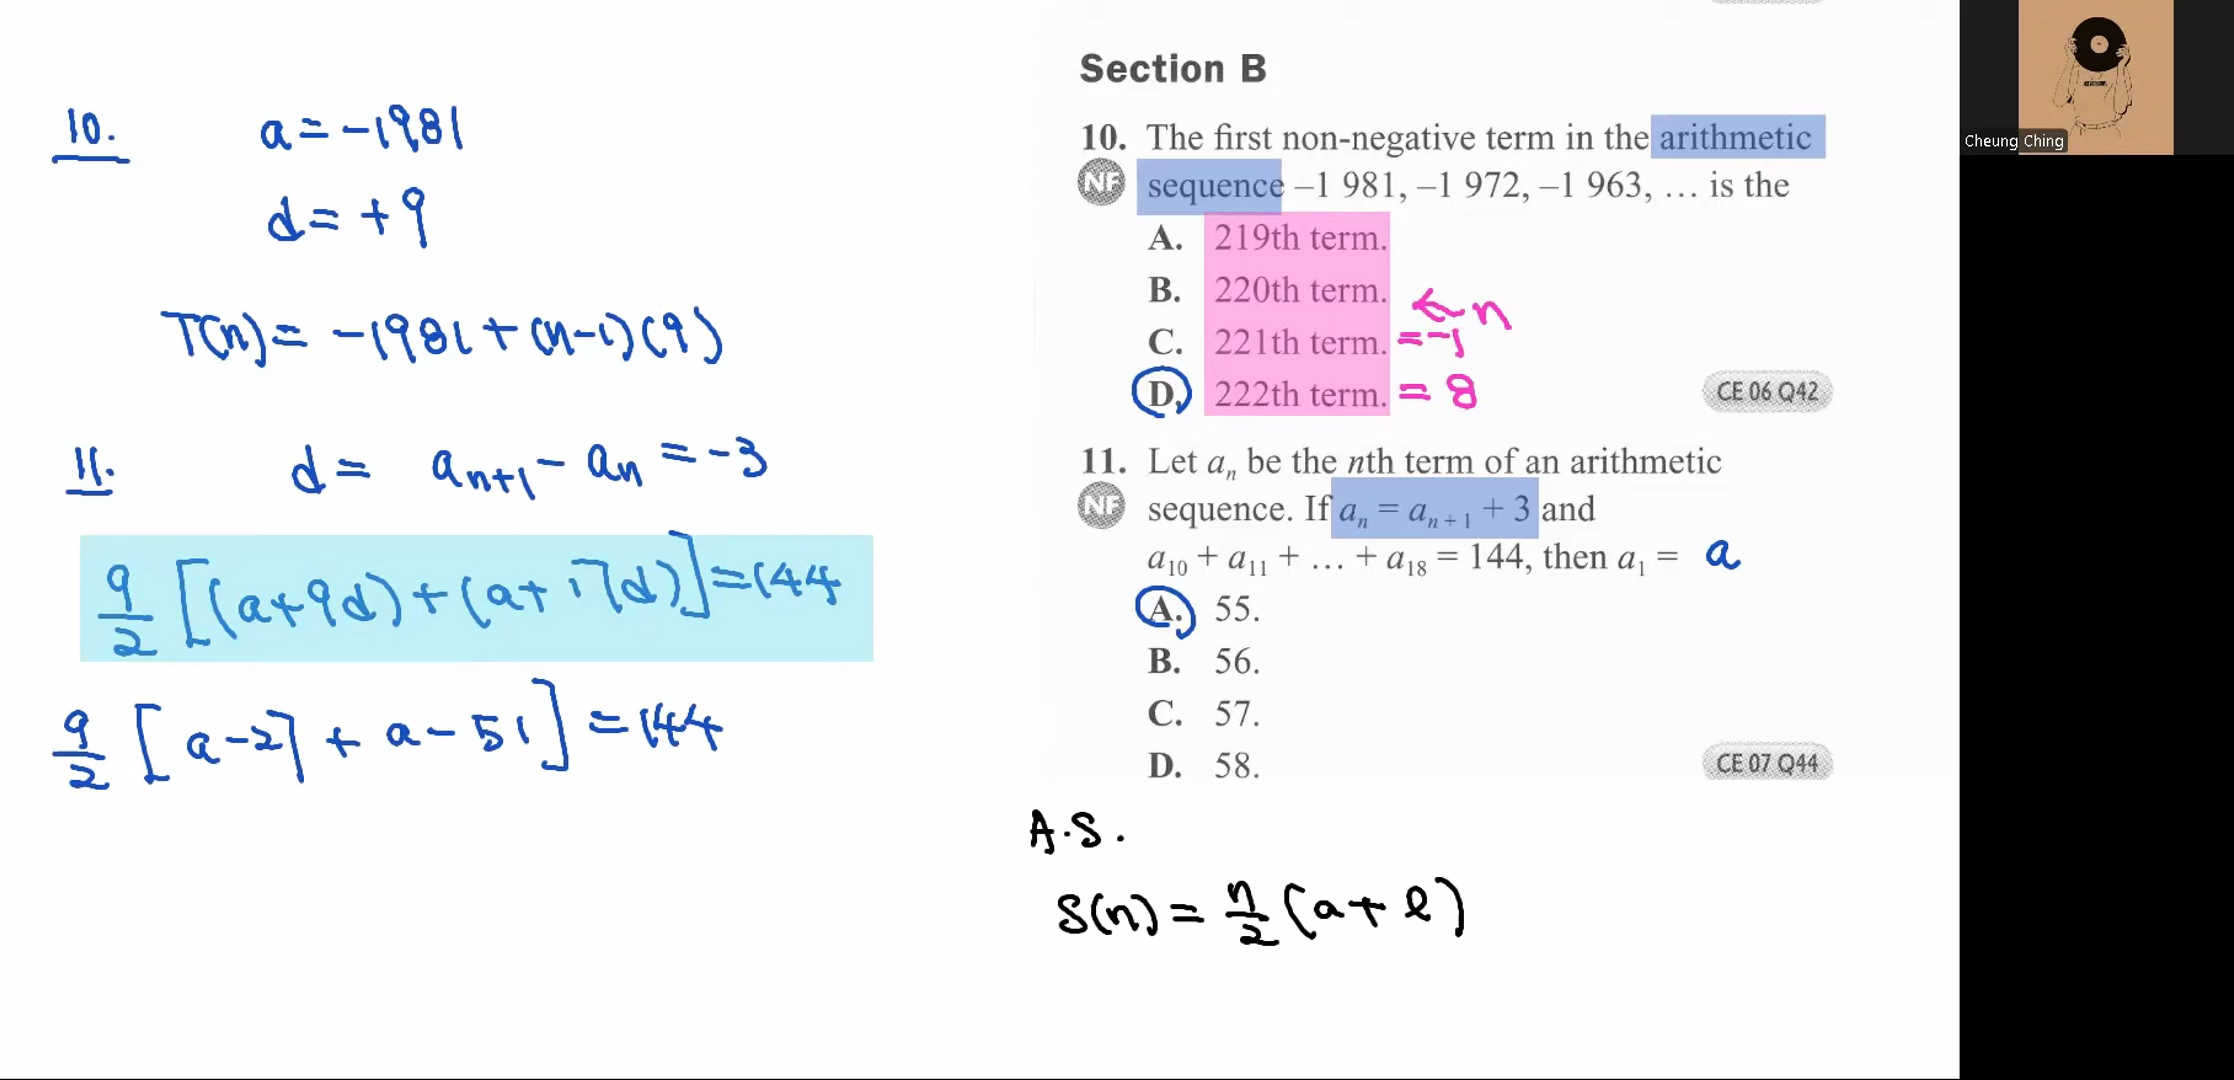 10.
a = -1981
d = +9
T(n) = -1981 + (n-1)(9)
11.
d = aₙ₊₁ - aₙ = -3
9/2 [(a+9d) + (a+17d)] = 144
9/2 [a-27 + a-51] = 144
Section B
10. The first non-negative term in the arithmetic
NF sequence –1 981, –1 972, –1 963, … is the
A. 219th term.
B. 220th term. ← n
C. 221th term. = -1
D. 222th term. = 8
CE 06 Q42
11. Let aₙ be the nth term of an arithmetic
NF sequence. If aₙ = aₙ₊₁ + 3 and
a₁₀ + a₁₁ + … + a₁₈ = 144, then a₁ = a
A. 55.
B. 56.
C. 57.
D. 58.
CE 07 Q44
A.S.
S(n) = n/2 (a + l)
Cheung Ching